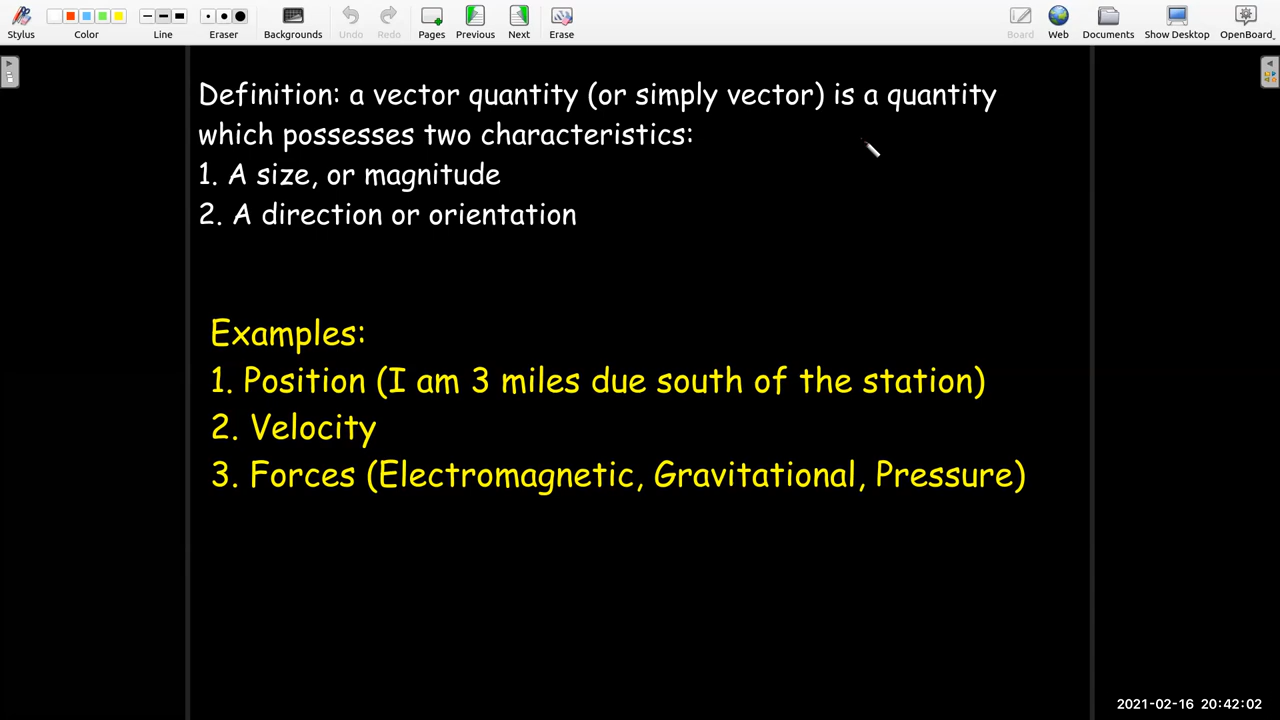 Stylus
Color
Line
Eraser
Backgrounds
Undo
Redo
Pages
Previous
Next
Erase
Board
Web
Documents
Show Desktop
OpenBoard
Definition: a vector quantity (or simply vector) is a quantity
which possesses two characteristics:
1. A size, or magnitude
2. A direction or orientation
Examples:
1. Position (I am 3 miles due south of the station)
2. Velocity
3. Forces (Electromagnetic, Gravitational, Pressure)
2021-02-16 20:42:02